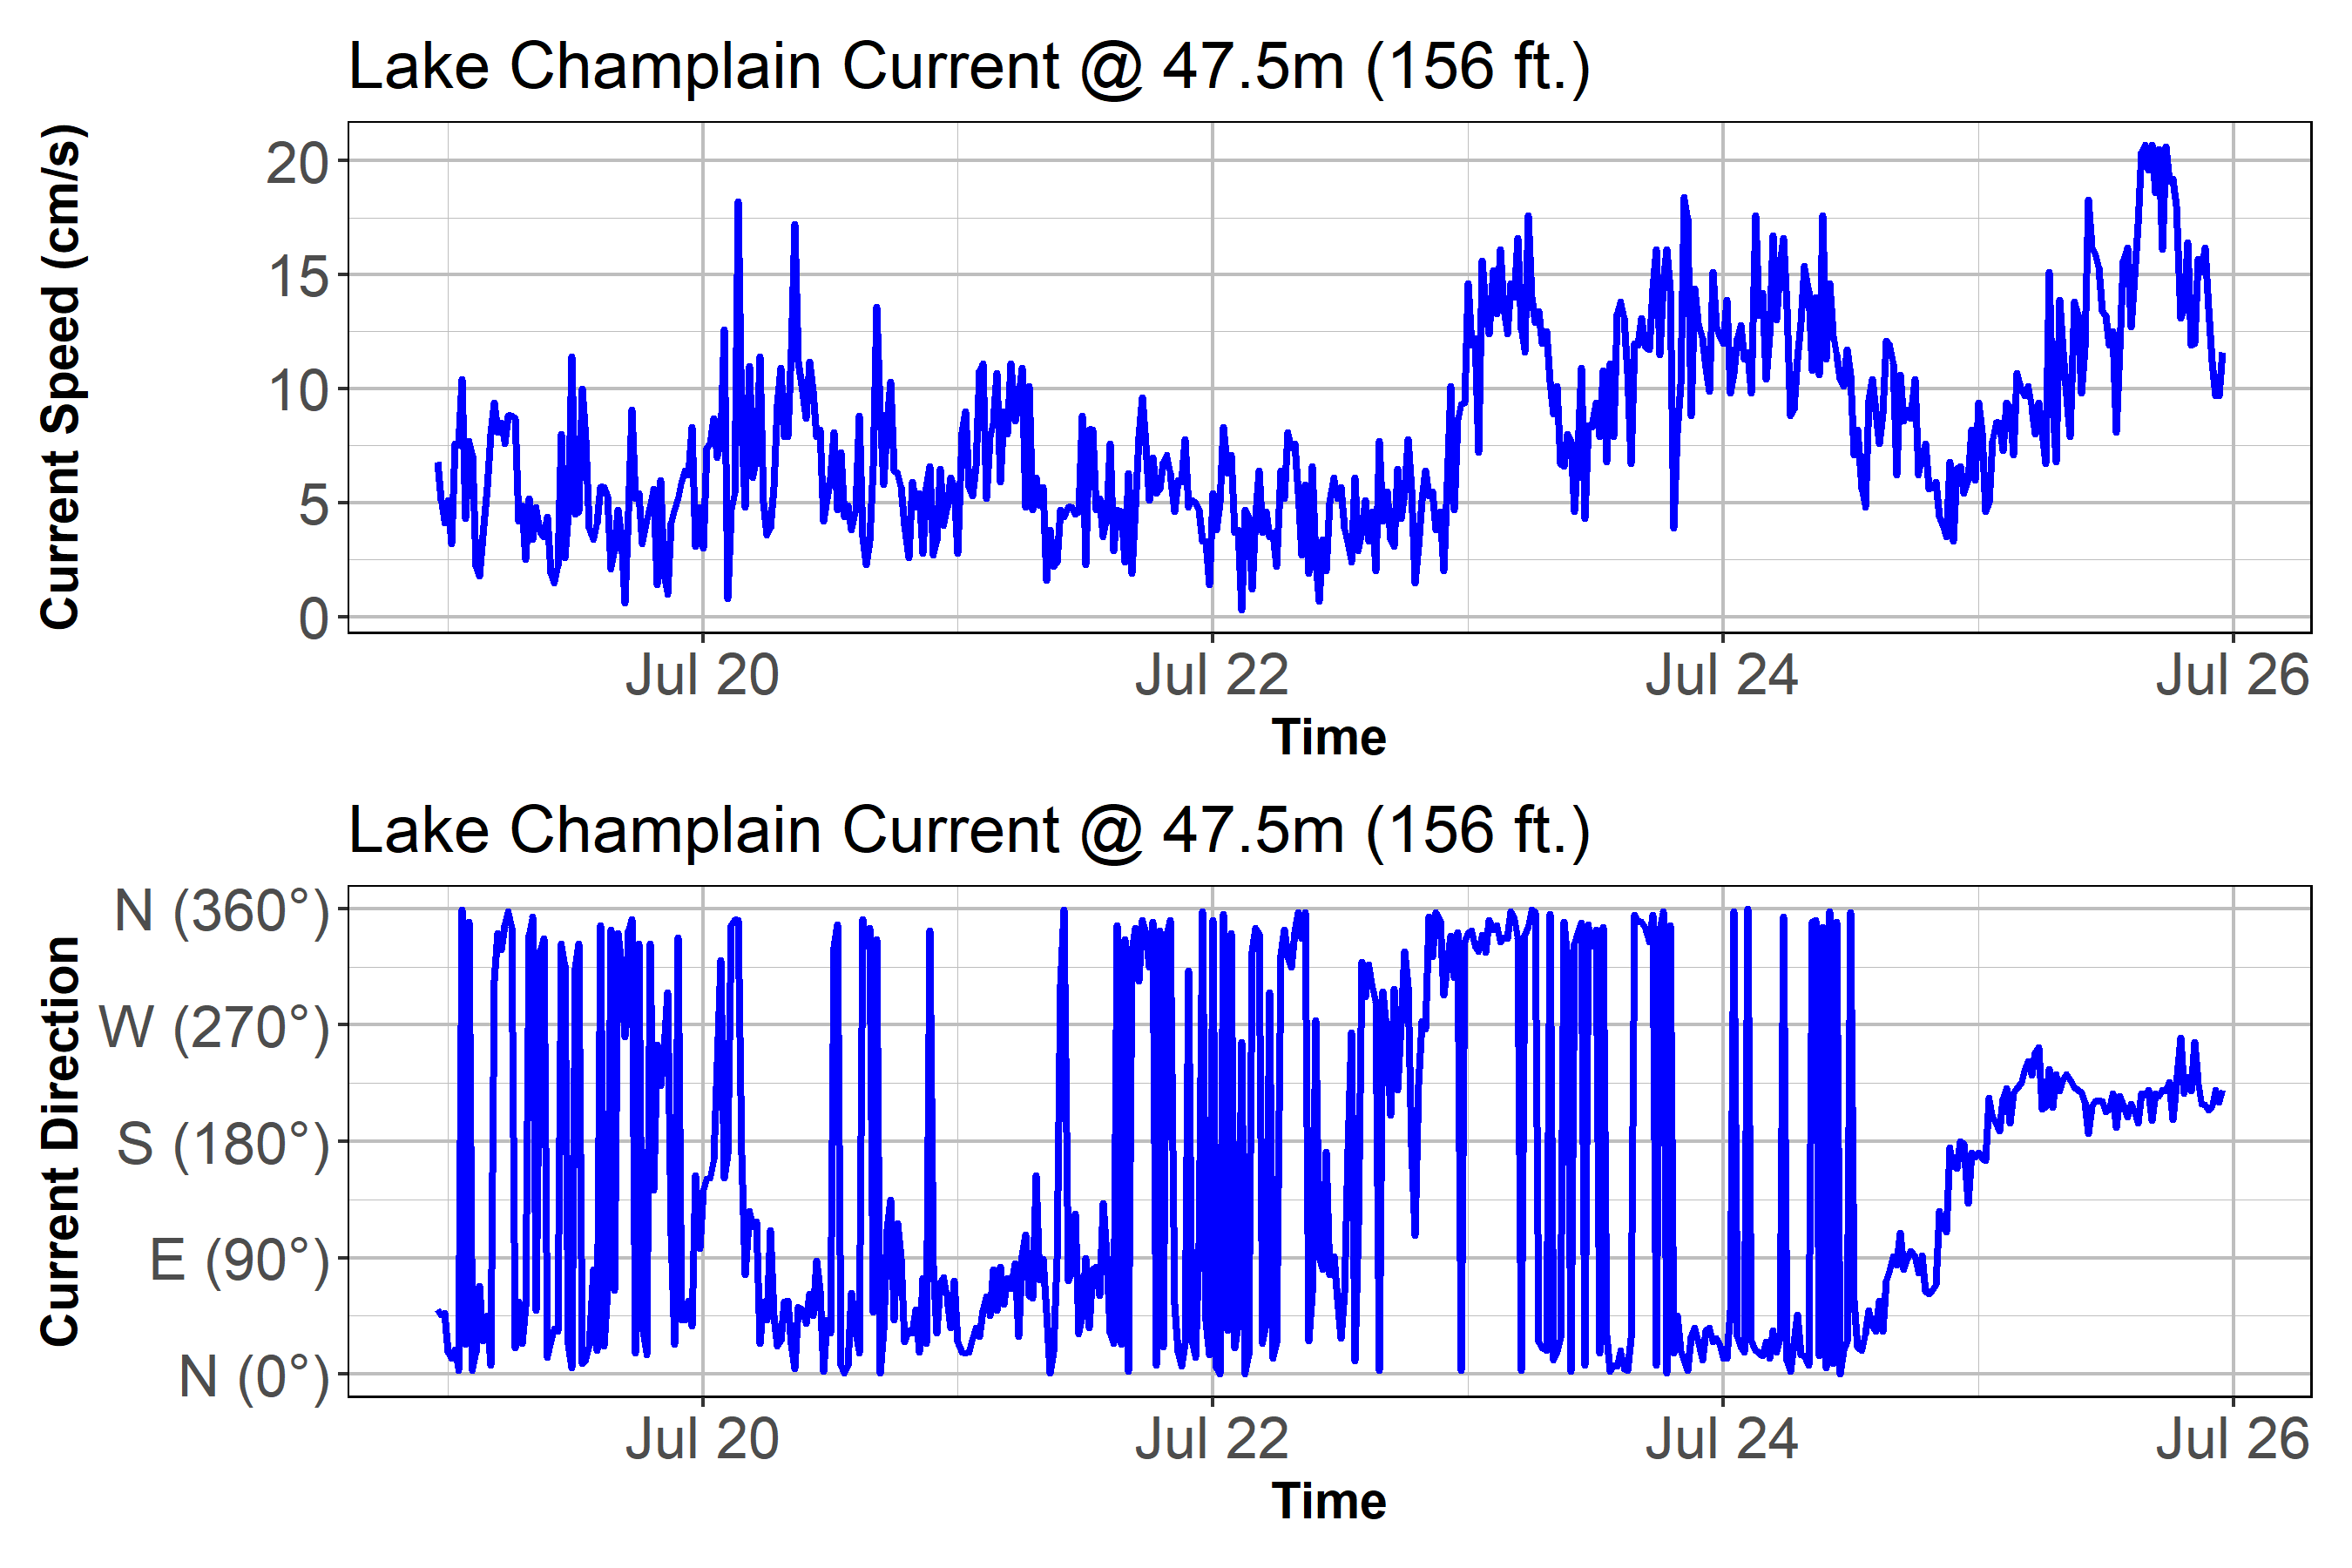 Lake Champlain Current @ 47.5m (156 ft.)
Current Speed (cm/s)
20
15
10
5
0
Jul 20 Jul 22 Jul 24 Jul 26
Time
Lake Champlain Current @ 47.5m (156 ft.)
Current Direction
N (360°)
W (270°)
S (180°)
E (90°)
N (0°)
Jul 20 Jul 22 Jul 24 Jul 26
Time